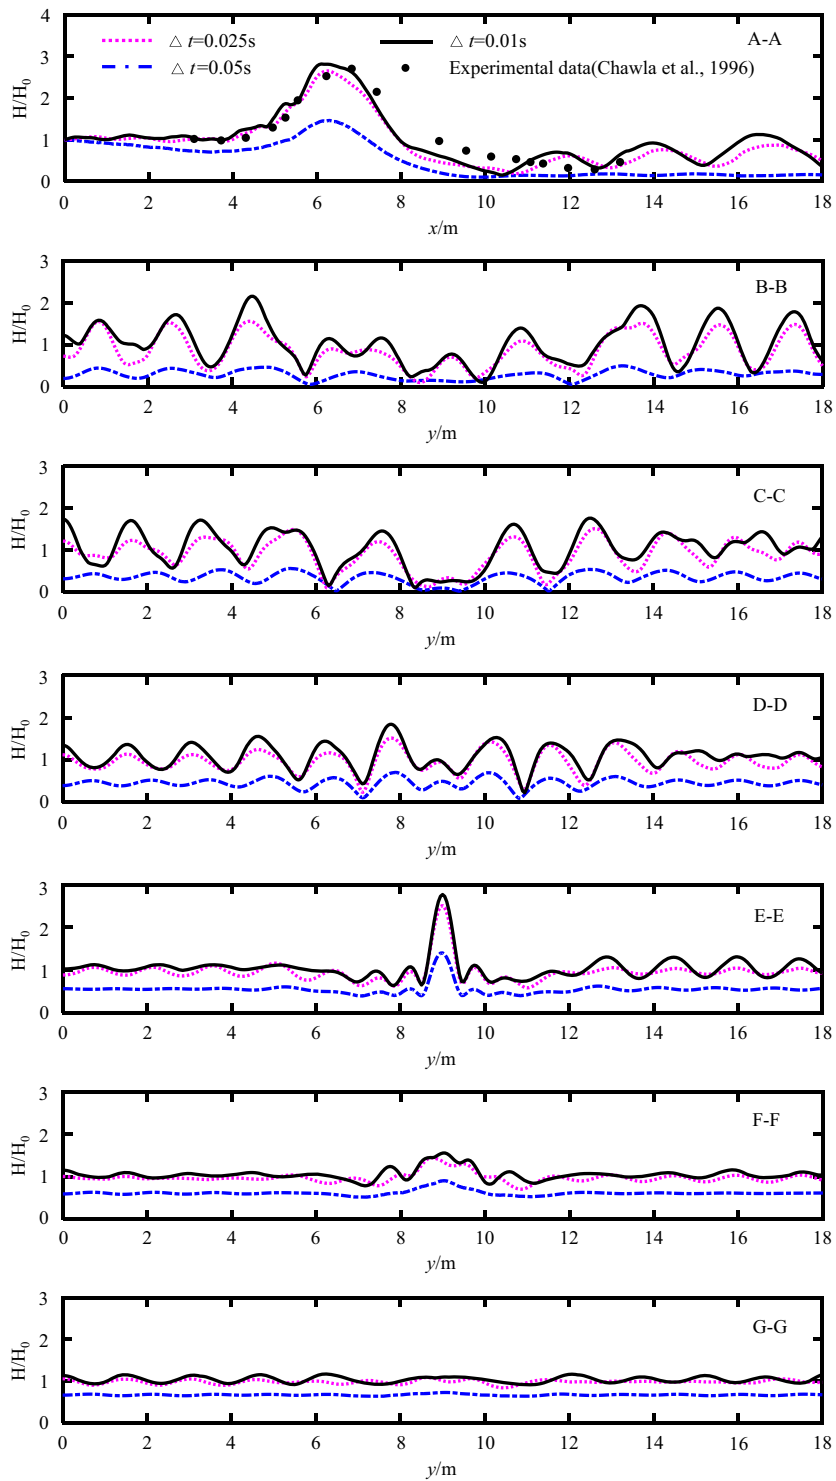 △ t=0.025s △ t=0.01s A-A
△ t=0.05s Experimental data(Chawla et al., 1996)
H/H0
4
3
2
1
0
0 2 4 6 8 10 12 14 16 18
x/m
B-B
H/H0
3
2
1
0
0 2 4 6 8 10 12 14 16 18
y/m
C-C
H/H0
3
2
1
0
0 2 4 6 8 10 12 14 16 18
y/m
D-D
H/H0
3
2
1
0
0 2 4 6 8 10 12 14 16 18
y/m
E-E
H/H0
3
2
1
0
0 2 4 6 8 10 12 14 16 18
y/m
F-F
H/H0
3
2
1
0
0 2 4 6 8 10 12 14 16 18
y/m
G-G
H/H0
3
2
1
0
0 2 4 6 8 10 12 14 16 18
y/m